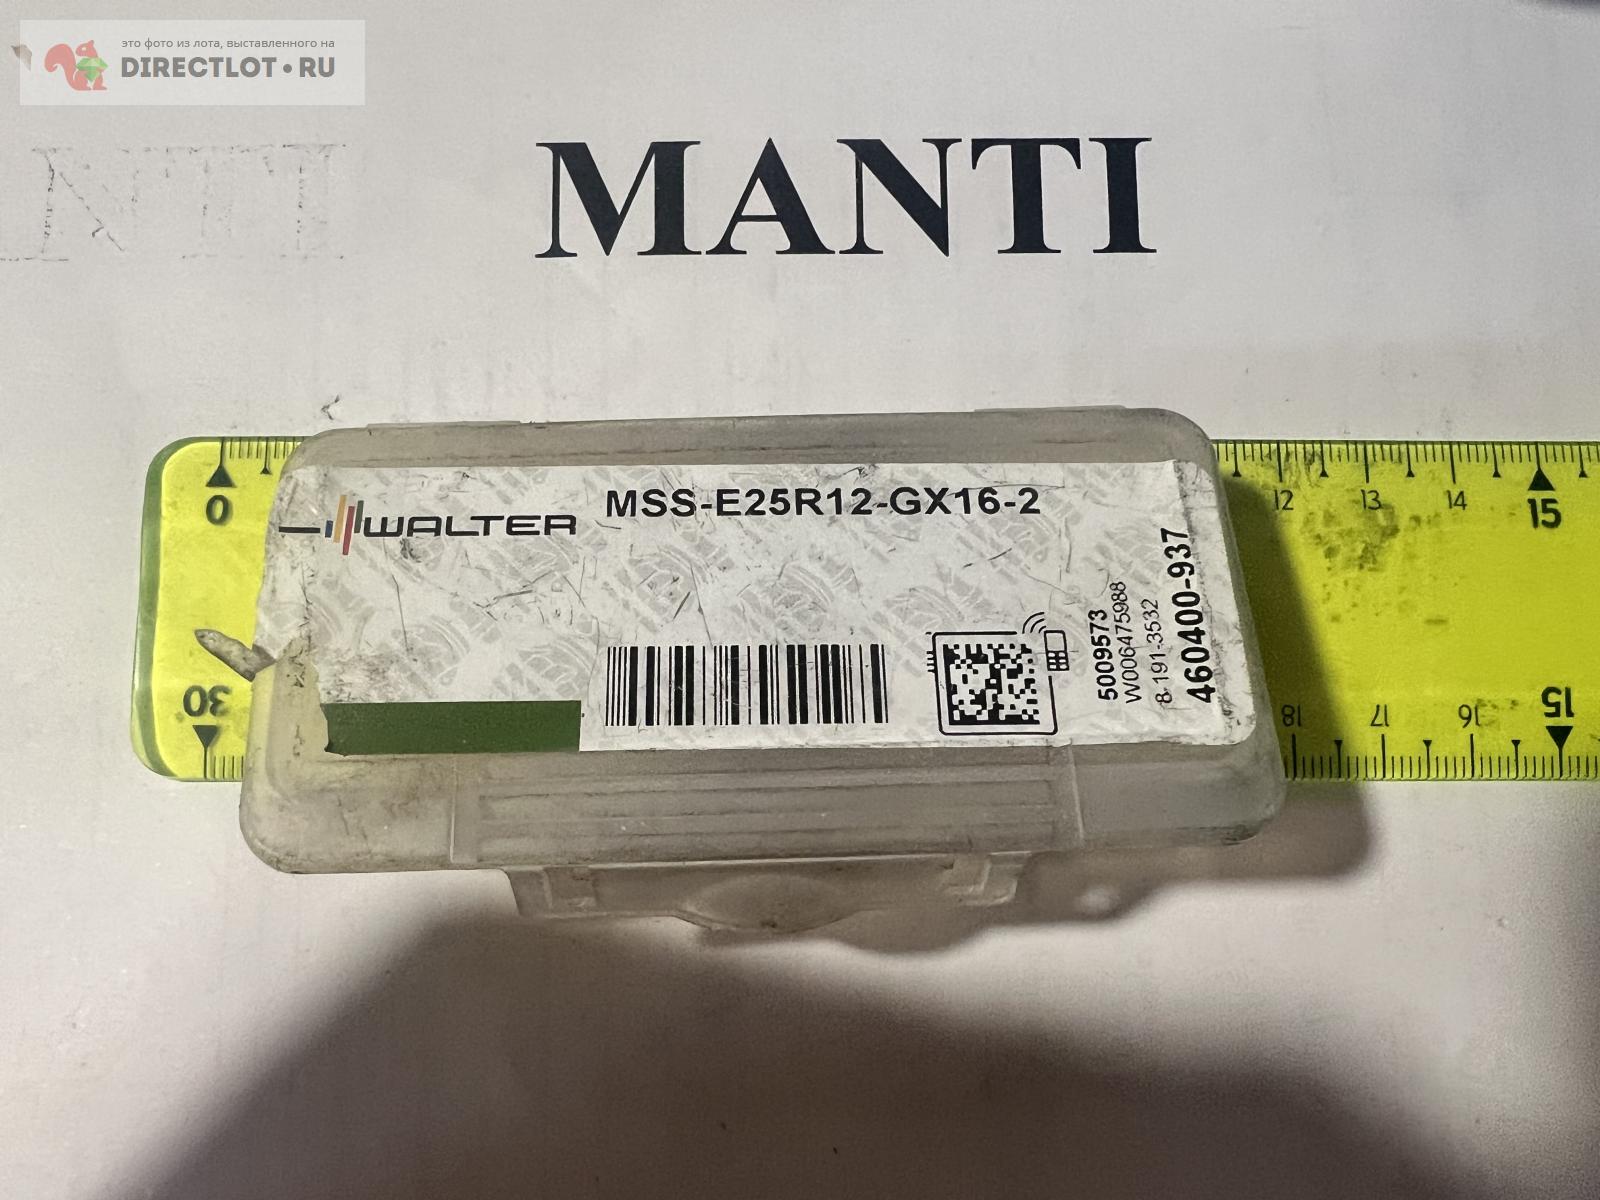 это фото из лота, выставленного на
DIRECTLOT•RU
MANTI
NTI
WALTER
MSS-E25R12-GX16-2
5009573
W006475988
8. 191-3532
460400-937
0
12
13
14
15
30
18
17
16
15